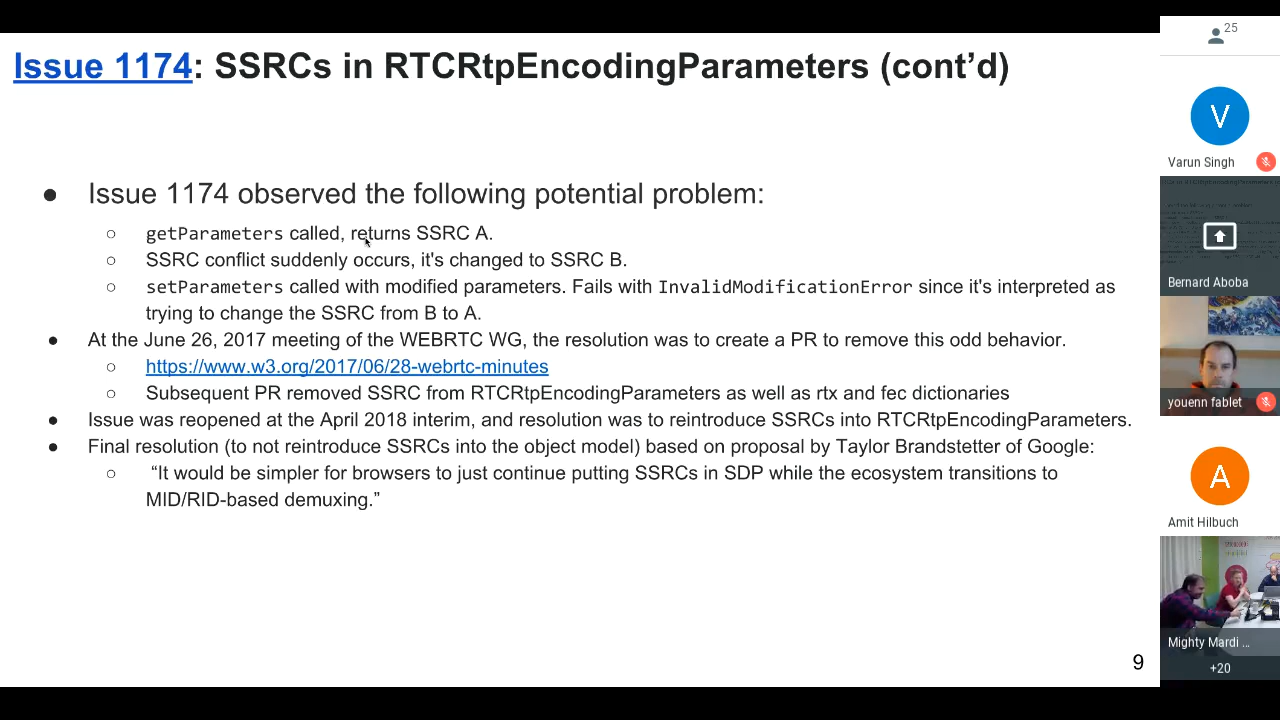 Issue 1174: SSRCs in RTCRtpEncodingParameters (cont’d)
● Issue 1174 observed the following potential problem:
○ getParameters called, returns SSRC A.
○ SSRC conflict suddenly occurs, it's changed to SSRC B.
○ setParameters called with modified parameters. Fails with InvalidModificationError since it's interpreted as
trying to change the SSRC from B to A.
● At the June 26, 2017 meeting of the WEBRTC WG, the resolution was to create a PR to remove this odd behavior.
○ https://www.w3.org/2017/06/28-webrtc-minutes
○ Subsequent PR removed SSRC from RTCRtpEncodingParameters as well as rtx and fec dictionaries
● Issue was reopened at the April 2018 interim, and resolution was to reintroduce SSRCs into RTCRtpEncodingParameters.
● Final resolution (to not reintroduce SSRCs into the object model) based on proposal by Taylor Brandstetter of Google:
○ “It would be simpler for browsers to just continue putting SSRCs in SDP while the ecosystem transitions to
MID/RID-based demuxing.”
9
25
V
Varun Singh
Bernard Aboba
youenn fablet
A
Amit Hilbuch
Mighty Mardi ...
+20